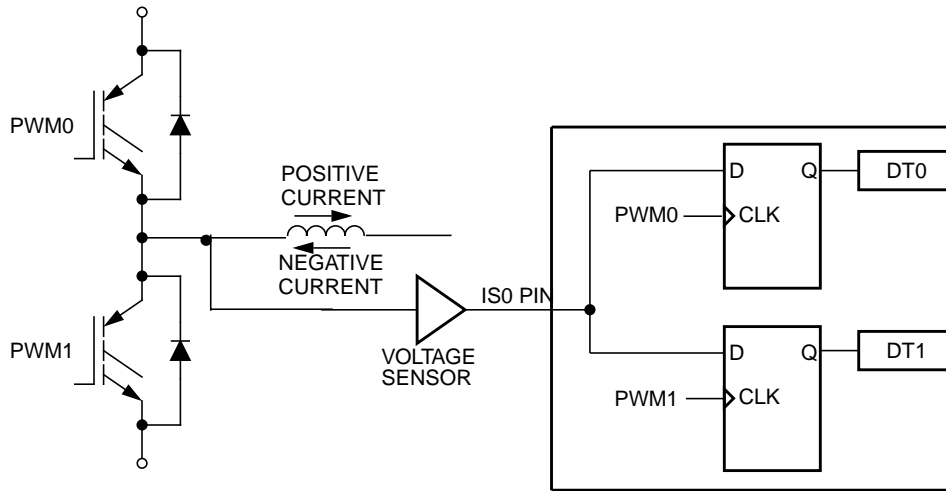 PWM0
POSITIVE
CURRENT
NEGATIVE
CURRENT
PWM1
VOLTAGE
SENSOR
IS0 PIN
D
Q
DT0
PWM0
CLK
D
Q
DT1
PWM1
CLK